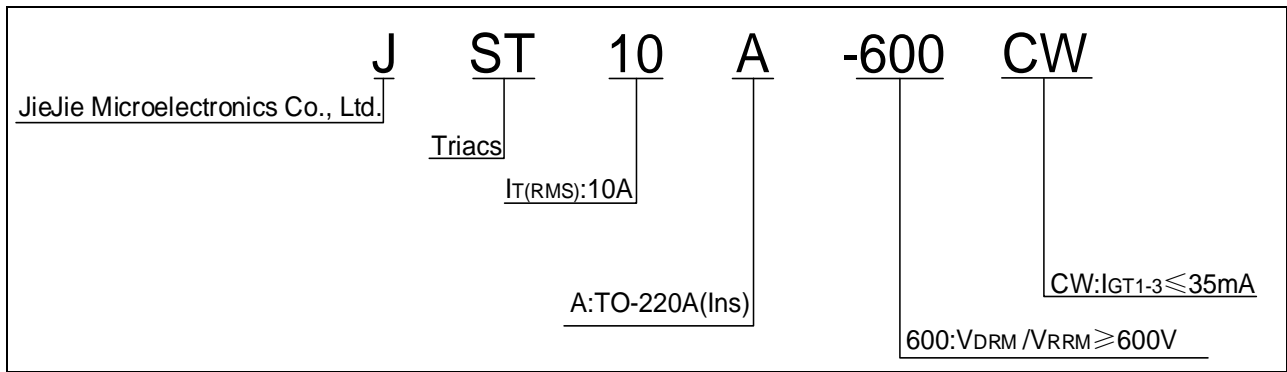 J ST 10 A -600 CW
JieJie Microelectronics Co., Ltd.
Triacs
IT(RMS):10A
A:TO-220A(Ins)
CW:IGT1-3≤35mA
600:VDRM /VRRM≥600V